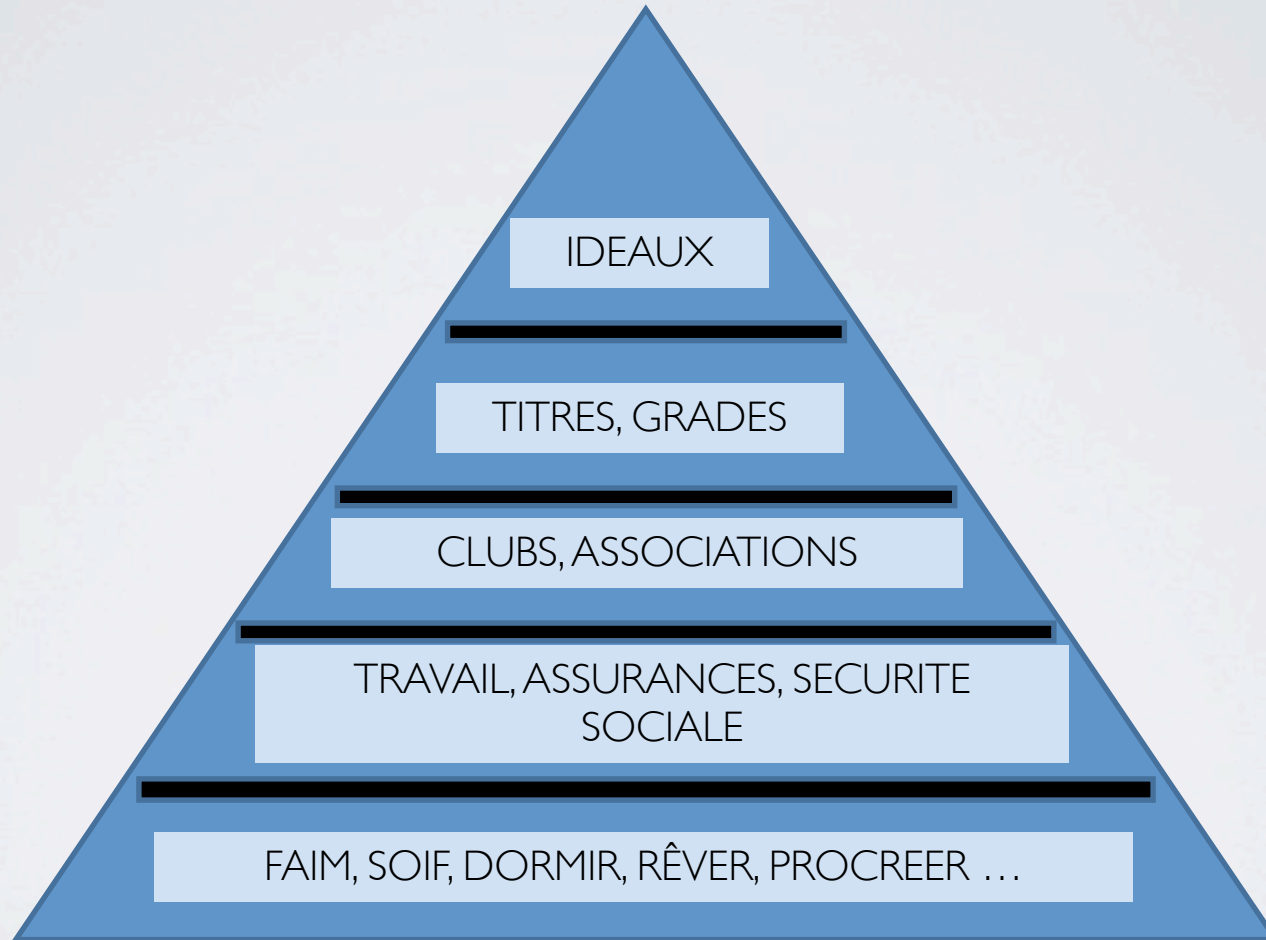 IDEAUX
TITRES, GRADES
CLUBS, ASSOCIATIONS
TRAVAIL, ASSURANCES, SECURITE
SOCIALE
FAIM, SOIF, DORMIR, RÊVER, PROCREER …